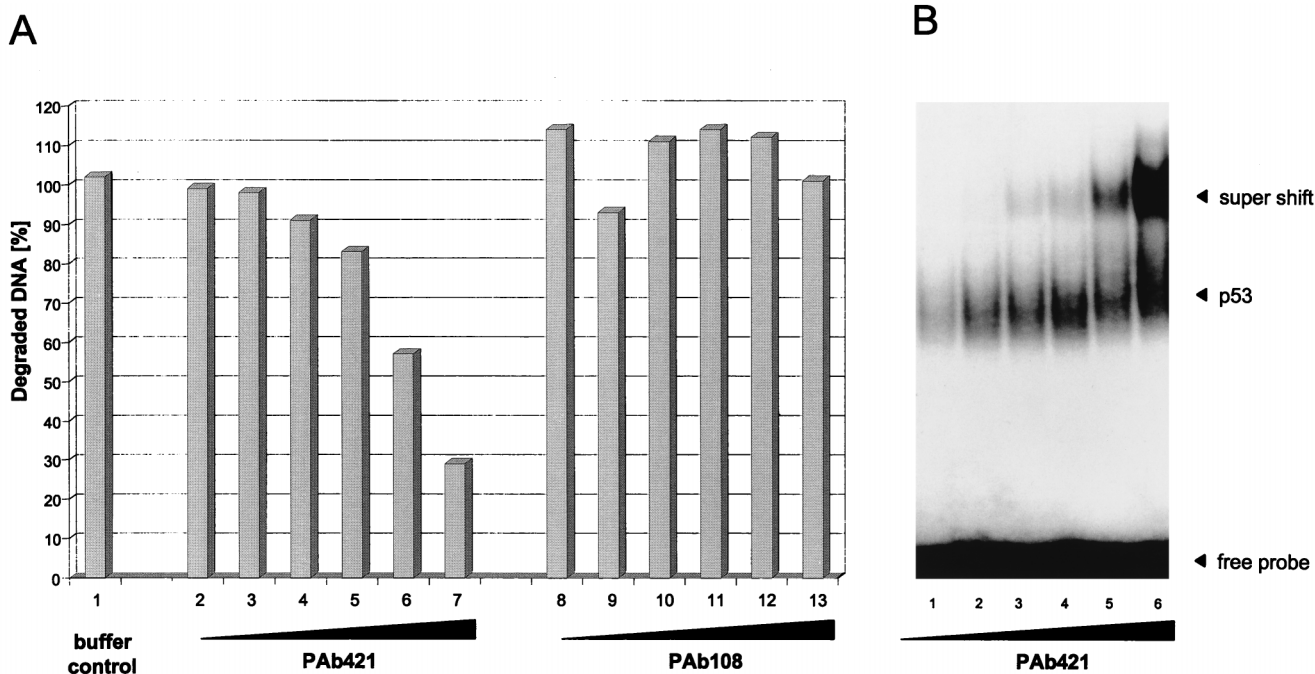 A
B
120
110
100
90
80
70
60
50
40
30
20
10
0
Degraded DNA [%]
1 2 3 4 5 6 7 8 9 10 11 12 13
buffer
control
PAb421
PAb108
super shift
p53
free probe
1 2 3 4 5 6
PAb421